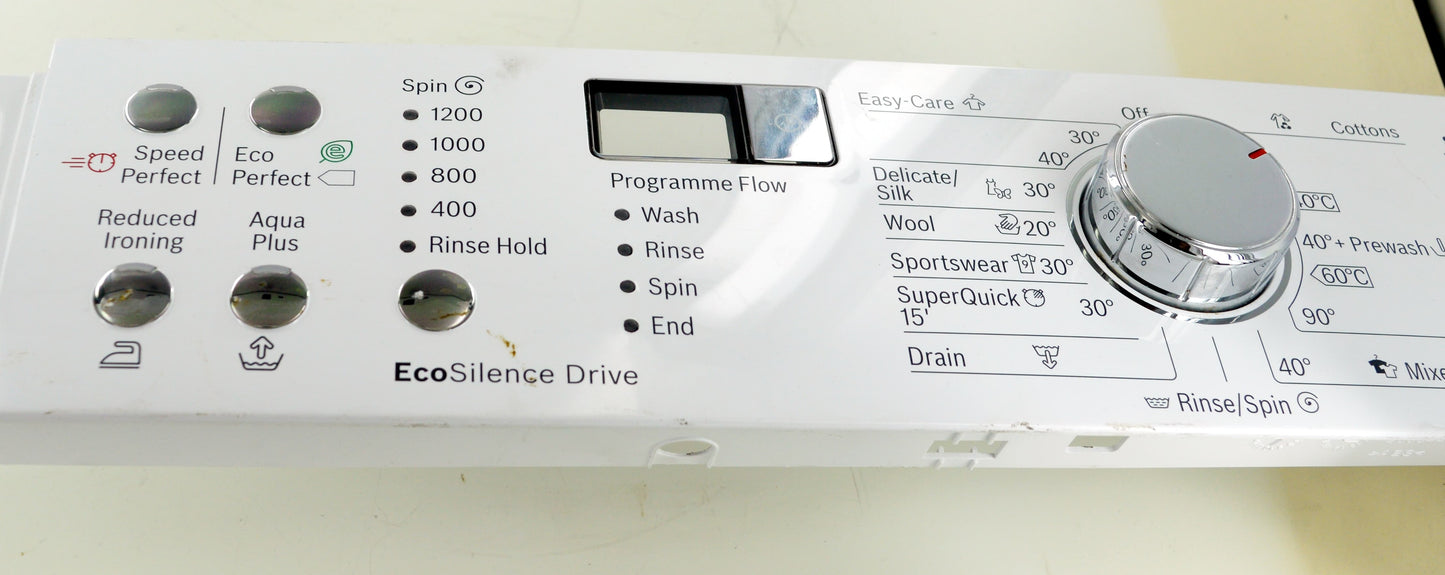 Speed
Perfect
Eco
Perfect
Reduced
Ironing
Aqua
Plus
Spin
1200
1000
800
400
Rinse Hold
EcoSilence Drive
Programme Flow
Wash
Rinse
Spin
End
Easy-Care
30°
40°
Delicate/
Silk 30°
Wool 20°
Sportswear 30°
SuperQuick
15' 30°
Drain
Off
Cottons
40° + Prewash
60°C
90°
40°
Rinse/Spin
30°